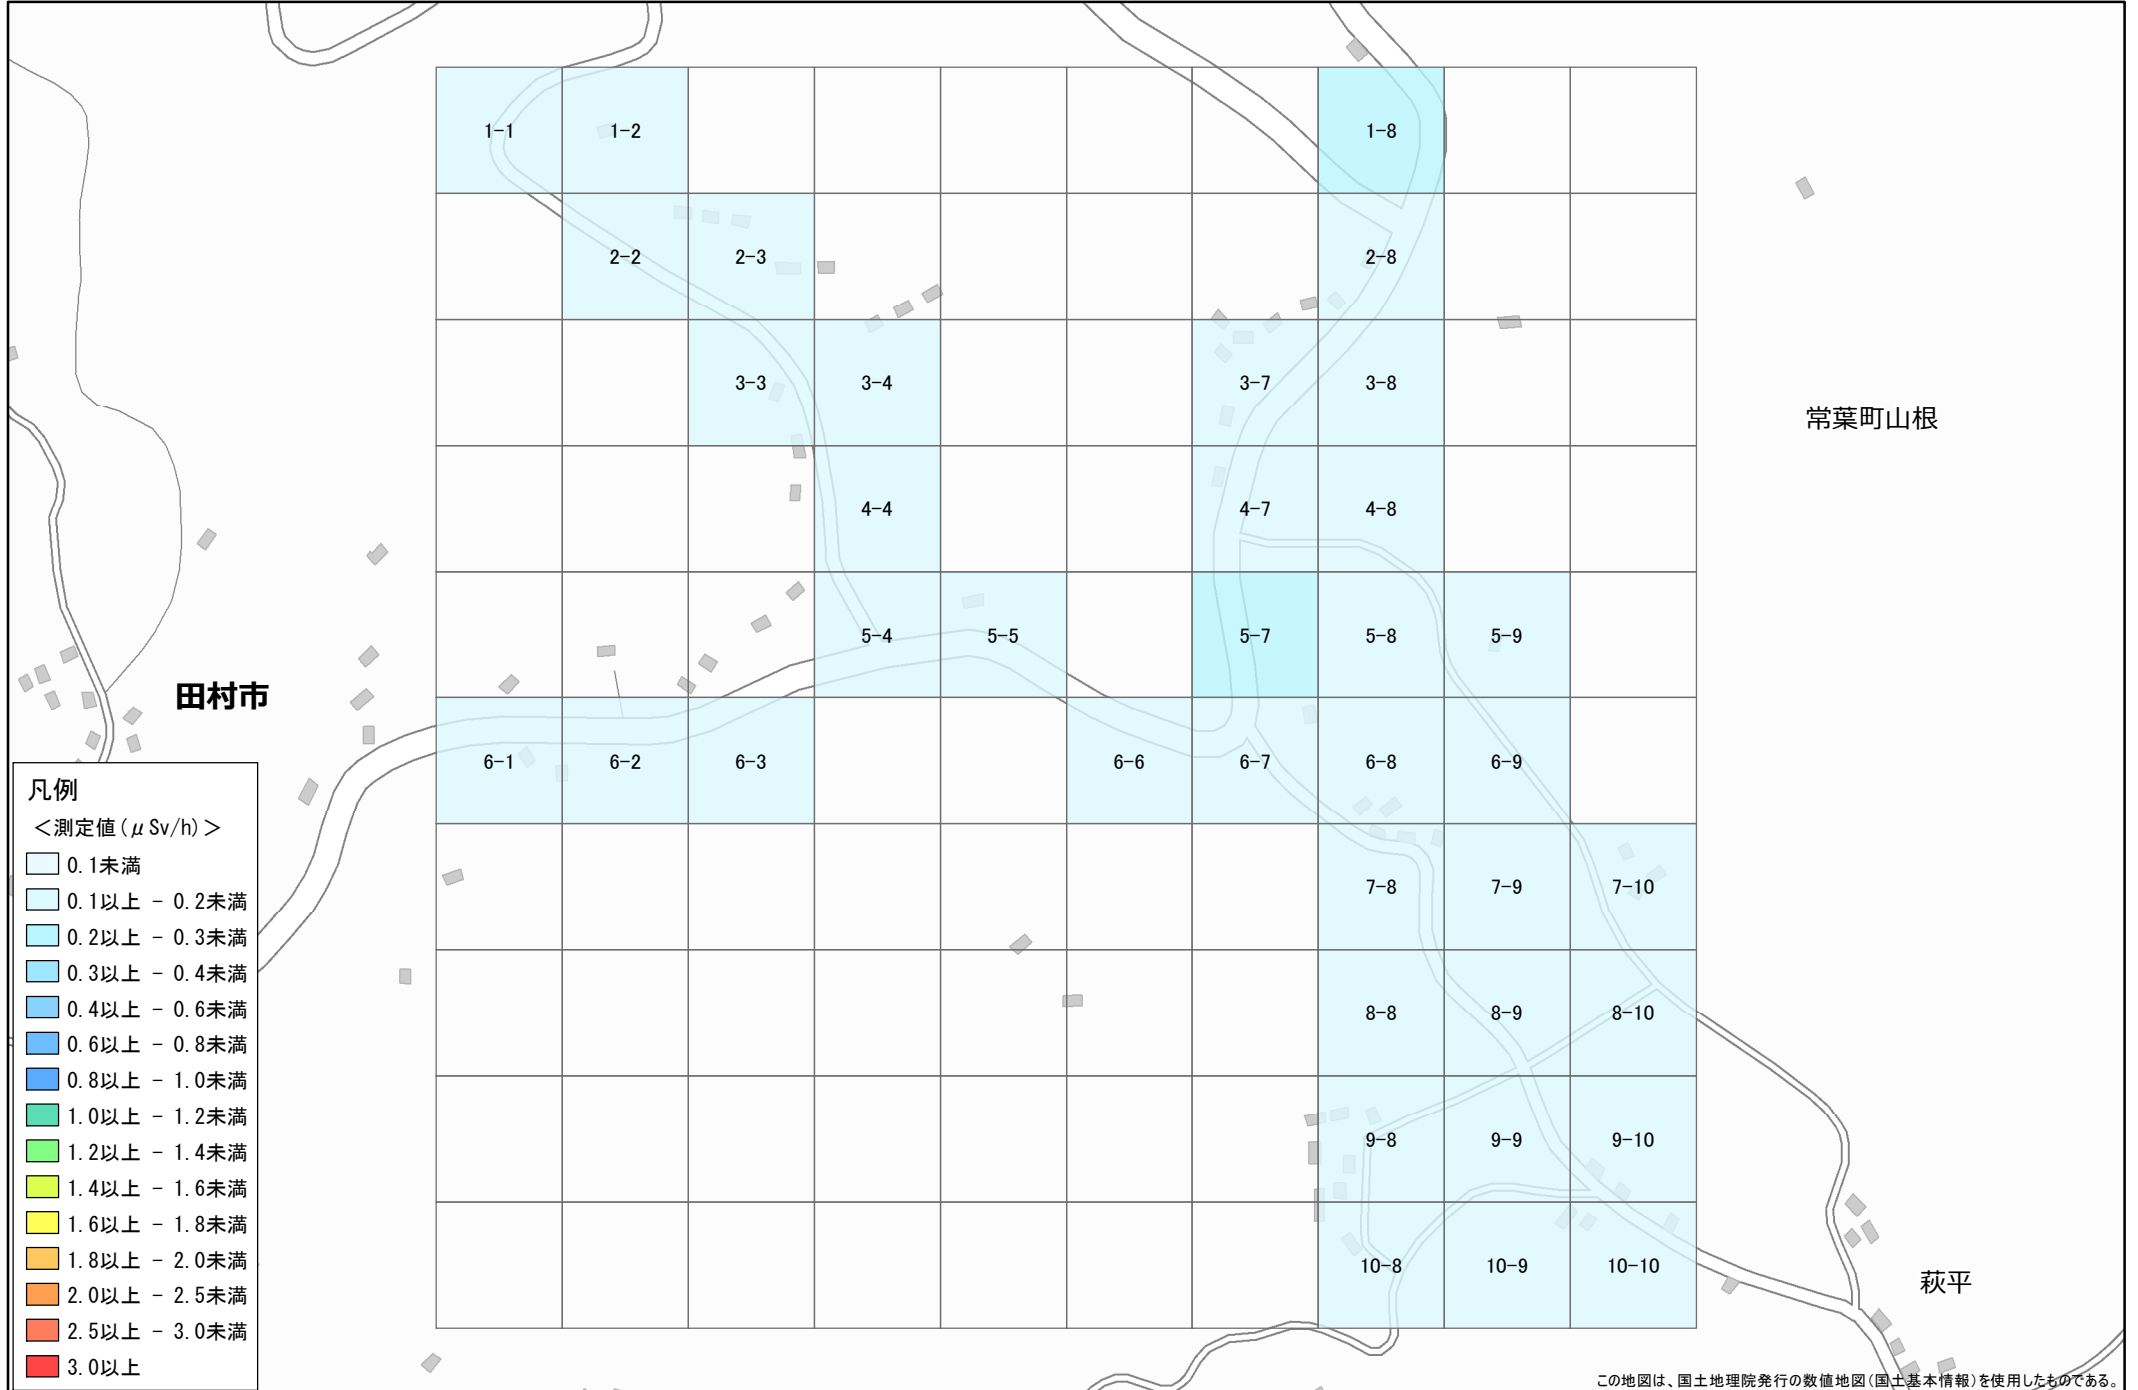 1-1
1-2
1-8
2-2
2-3
2-8
3-3
3-4
3-7
3-8
常葉町山根
4-4
4-7
4-8
5-4
5-5
5-7
5-8
5-9
田村市
6-1
6-2
6-3
6-6
6-7
6-8
6-9
7-8
7-9
7-10
8-8
8-9
8-10
9-8
9-9
9-10
10-8
10-9
10-10
萩平
凡例
＜測定値(μSv/h)＞
0.1未満
0.1以上 - 0.2未満
0.2以上 - 0.3未満
0.3以上 - 0.4未満
0.4以上 - 0.6未満
0.6以上 - 0.8未満
0.8以上 - 1.0未満
1.0以上 - 1.2未満
1.2以上 - 1.4未満
1.4以上 - 1.6未満
1.6以上 - 1.8未満
1.8以上 - 2.0未満
2.0以上 - 2.5未満
2.5以上 - 3.0未満
3.0以上
この地図は、国土地理院発行の数値地図(国土基本情報)を使用したものである。